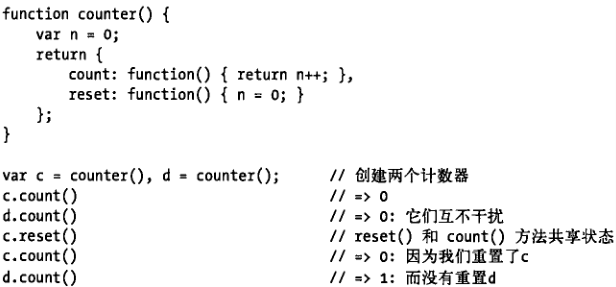 function counter() {
    var n = 0;
    return {
        count: function() { return n++; },
        reset: function() { n = 0; }
    };
}

var c = counter(), d = counter();      // 创建两个计数器
c.count()                              // => 0
d.count()                              // => 0: 它们互不干扰
c.reset()                              // reset() 和 count() 方法共享状态
c.count()                              // => 0: 因为我们重置了c
d.count()                              // => 1: 而没有重置d